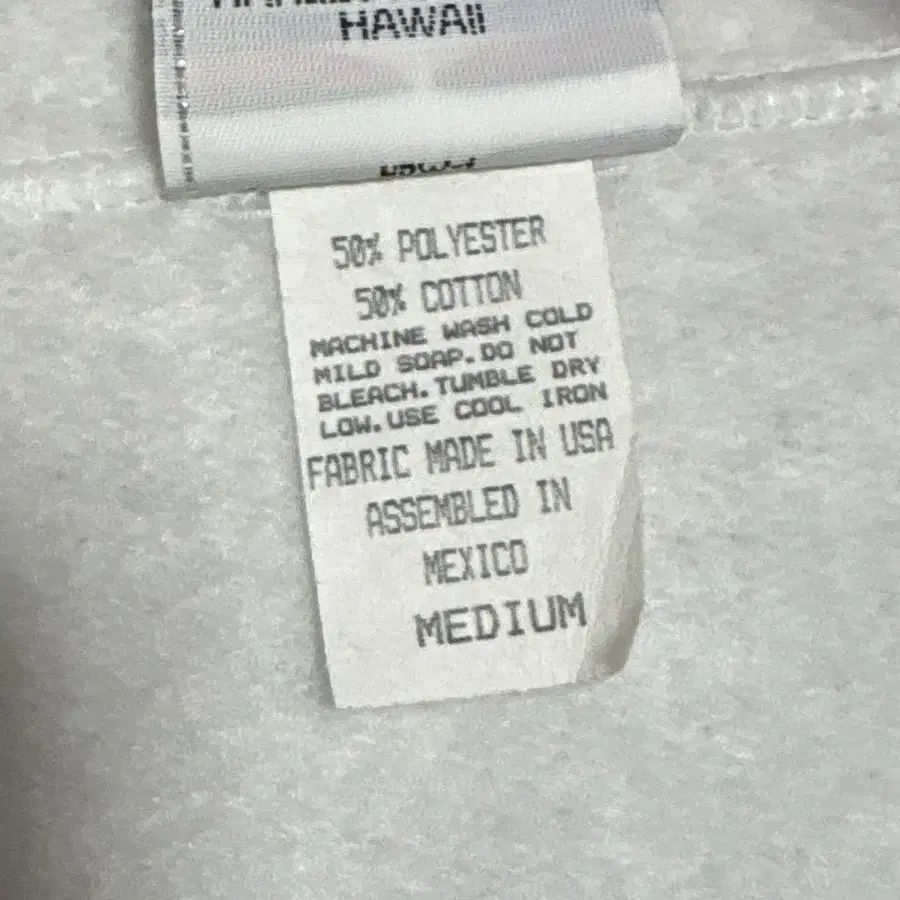 HAWAII
50% POLYESTER
50% COTTON
MACHINE WASH COLD
MILD SOAP.DO NOT
BLEACH.TUMBLE DRY
LOW.USE COOL IRON
FABRIC MADE IN USA
ASSEMBLED IN
MEXICO
MEDIUM